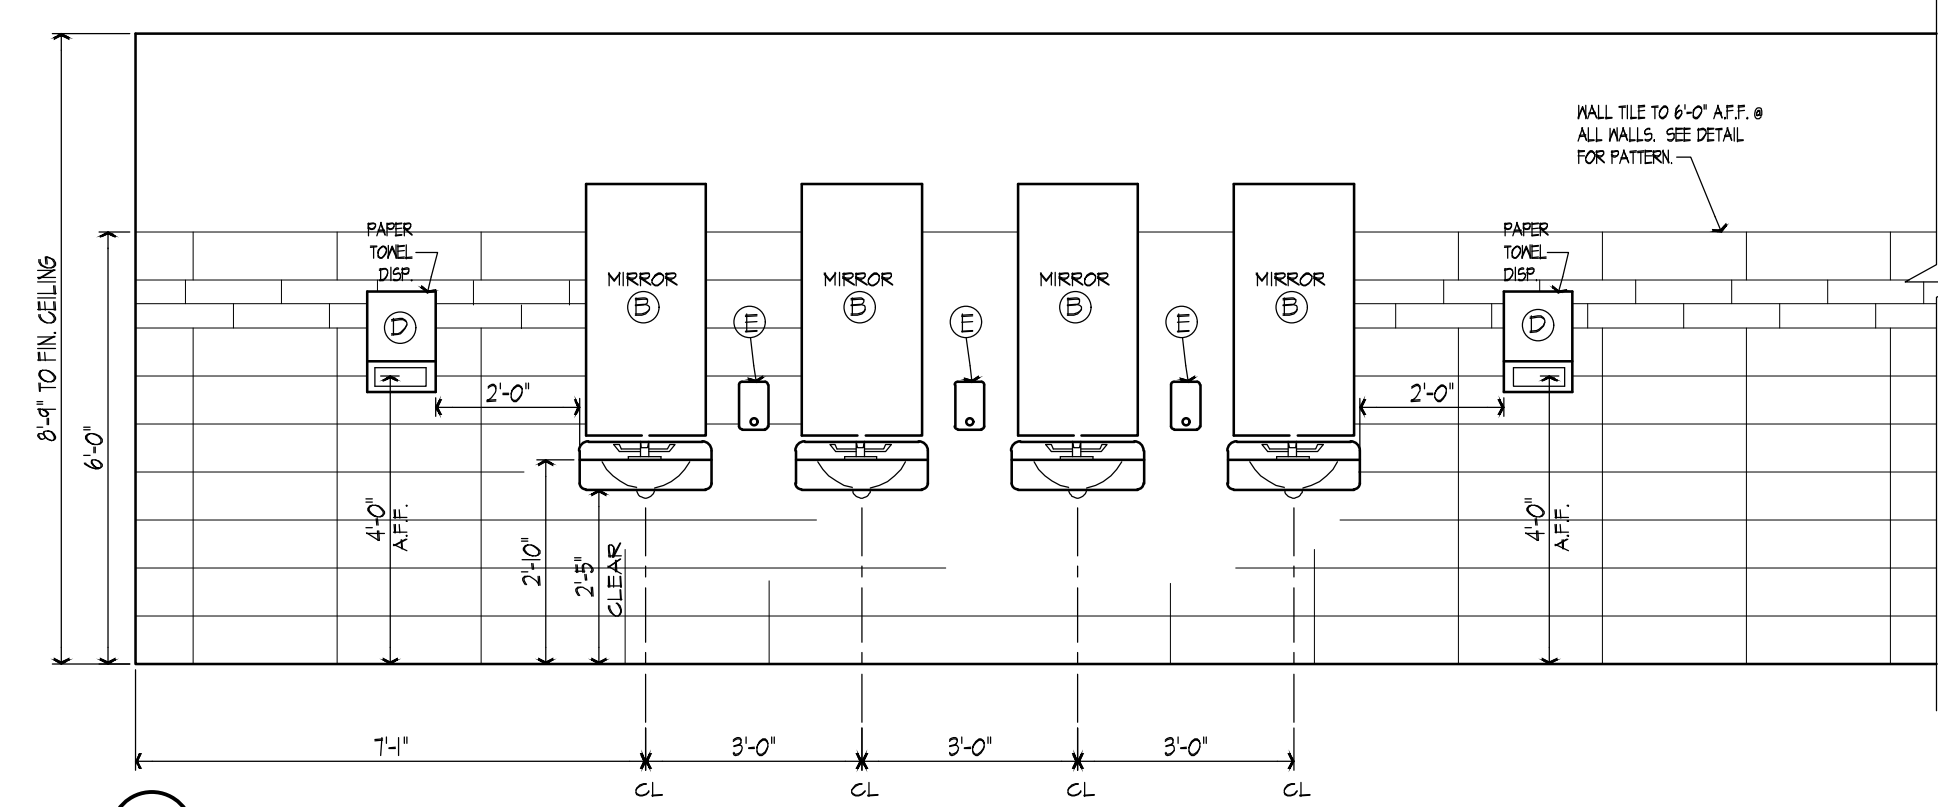 WALL TILE TO 6'-0" A.F.F. @
ALL WALLS. SEE DETAIL
FOR PATTERN.
8'-9" TO FIN. CEILING
6'-0"
PAPER
TOWEL
DISP.
D
MIRROR
B
E
MIRROR
B
E
MIRROR
B
E
MIRROR
B
PAPER
TOWEL
DISP.
D
2'-0"
2'-0"
4'-0"
A.F.F.
2'-10"
2'-5"
CLEAR
4'-0"
A.F.F.
7'-1"
3'-0"
3'-0"
3'-0"
CL
CL
CL
CL